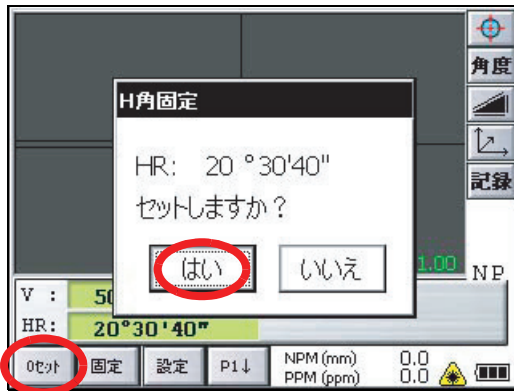 角度
H角固定
HR: 20°30'40"
セットしますか？
記録
はい
いいえ
1.00
NP
V : 50
HR: 20°30'40"
0セット
固定
設定
P1↓
NPM (mm) 0.0
PPM (ppm) 0.0